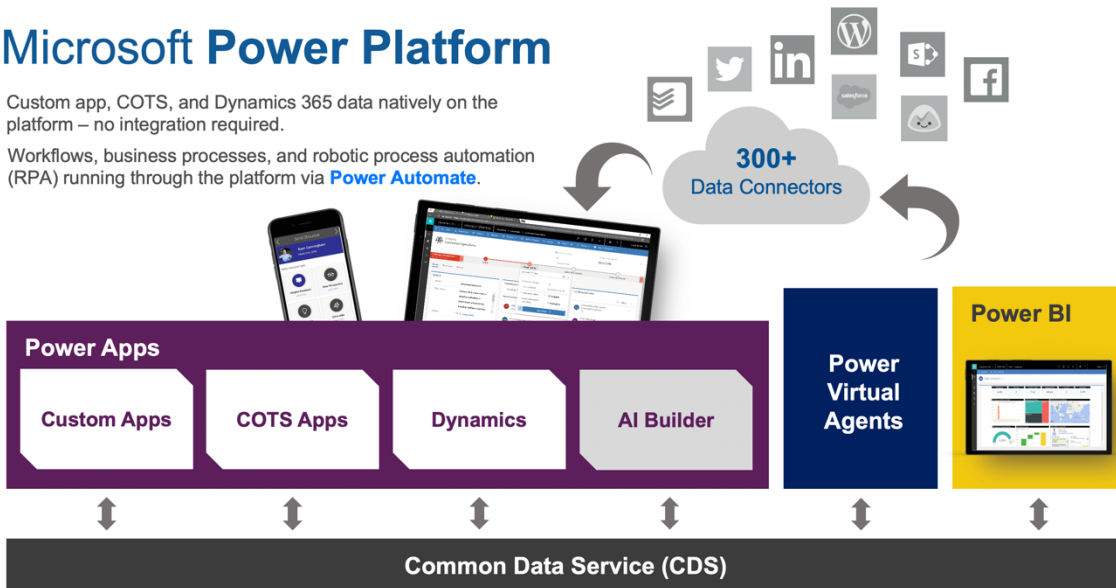 Microsoft Power Platform
Custom app, COTS, and Dynamics 365 data natively on the
platform – no integration required.
Workflows, business processes, and robotic process automation
(RPA) running through the platform via Power Automate.
in
salesforce
300+
Data Connectors
Power Apps
Custom Apps
COTS Apps
Dynamics
AI Builder
Power
Virtual
Agents
Power BI
Common Data Service (CDS)